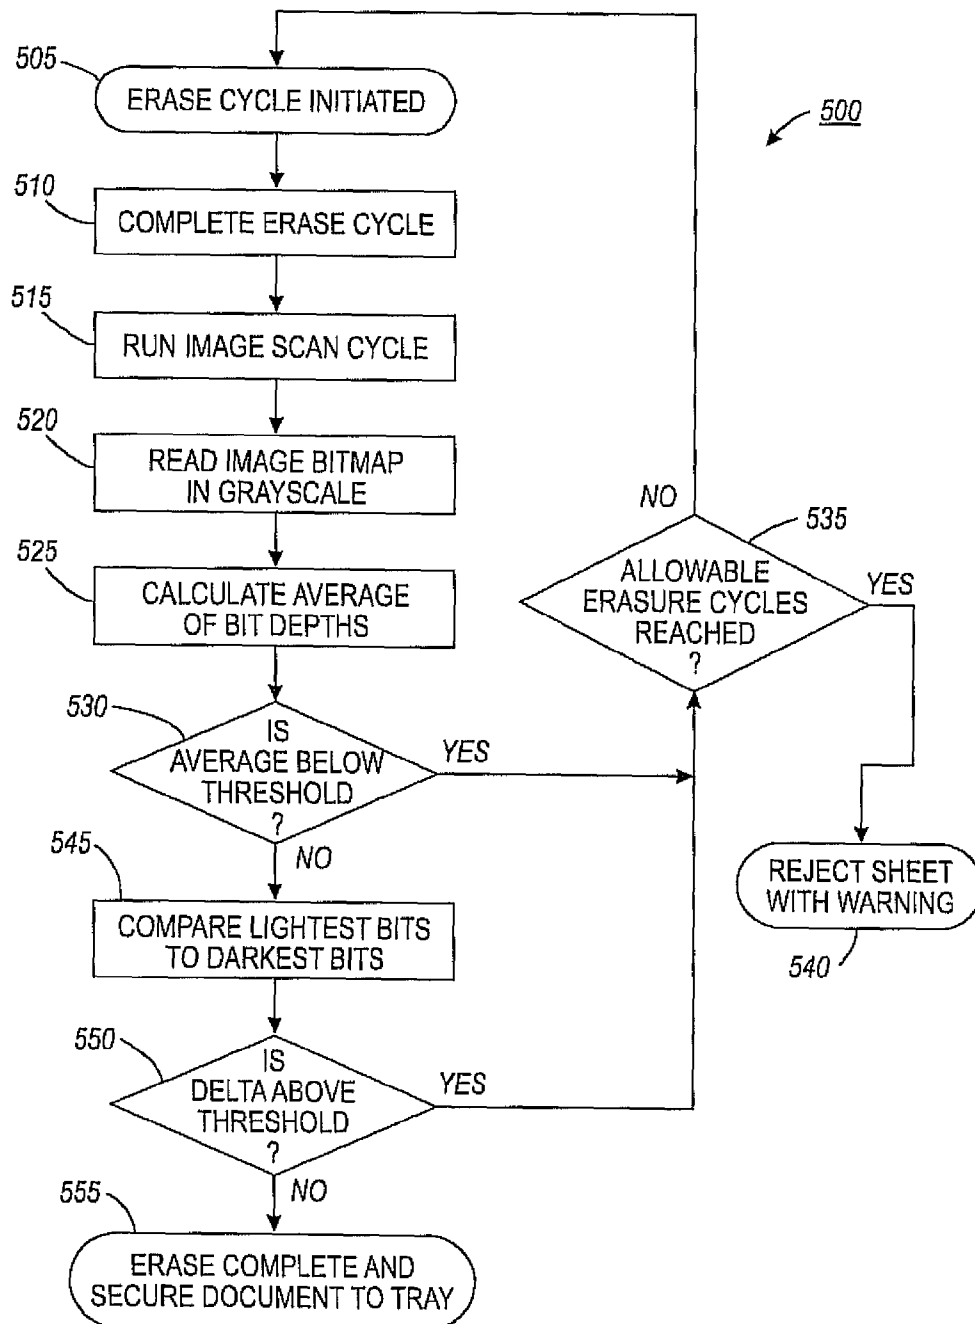 505
ERASE CYCLE INITIATED
500
510
COMPLETE ERASE CYCLE
515
RUN IMAGE SCAN CYCLE
520
READ IMAGE BITMAP
IN GRAYSCALE
525
CALCULATE AVERAGE
OF BIT DEPTHS
530
IS
AVERAGE BELOW
THRESHOLD
?
YES
NO
535
ALLOWABLE
ERASURE CYCLES
REACHED
?
NO
YES
REJECT SHEET
WITH WARNING
540
545
COMPARE LIGHTEST BITS
TO DARKEST BITS
550
IS
DELTA ABOVE
THRESHOLD
?
YES
NO
555
ERASE COMPLETE AND
SECURE DOCUMENT TO TRAY